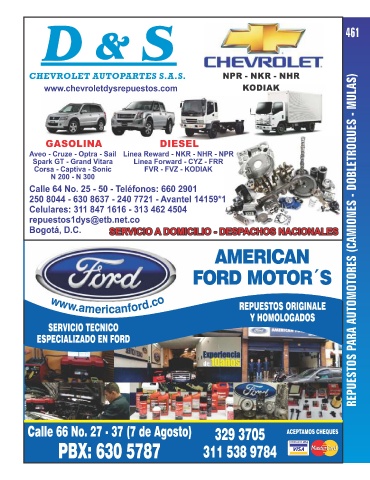 461
REPUESTOS PARA AUTOMOTORES (CAMIONES - DOBLETROQUES - MULAS)
D & S
CHEVROLET AUTOPARTES S.A.S.
www.chevroletdysrepuestos.com
CHEVROLET
NPR - NKR - NHR
KODIAK
GASOLINA
Aveo - Cruze - Optra - Sail
Spark GT - Grand Vitara
Corsa - Captiva - Sonic
N 200 - N 300
DIESEL
Linea Reward - NKR - NHR - NPR
Linea Forward - CYZ - FRR
FVR - FVZ - KODIAK
Calle 64 No. 25 - 50 - Teléfonos: 660 2901
250 8044 - 630 8637 - 240 7721 - Avantel 14159*1
Celulares: 311 847 1616 - 313 462 4504
repuestos1dys@etb.net.co
Bogotá, D.C.
SERVICIO A DOMICILIO - DESPACHOS NACIONALES
Ford
www.americanford.co
AMERICAN
FORD MOTOR´S
REPUESTOS ORIGINALE
Y HOMOLOGADOS
SERVICIO TECNICO
ESPECIALIZADO EN FORD
Experiencia
Ford
Calle 66 No. 27 - 37 (7 de Agosto)
PBX: 630 5787
329 3705
311 538 9784
ACEPTAMOS CHEQUES
VISA
MasterCard